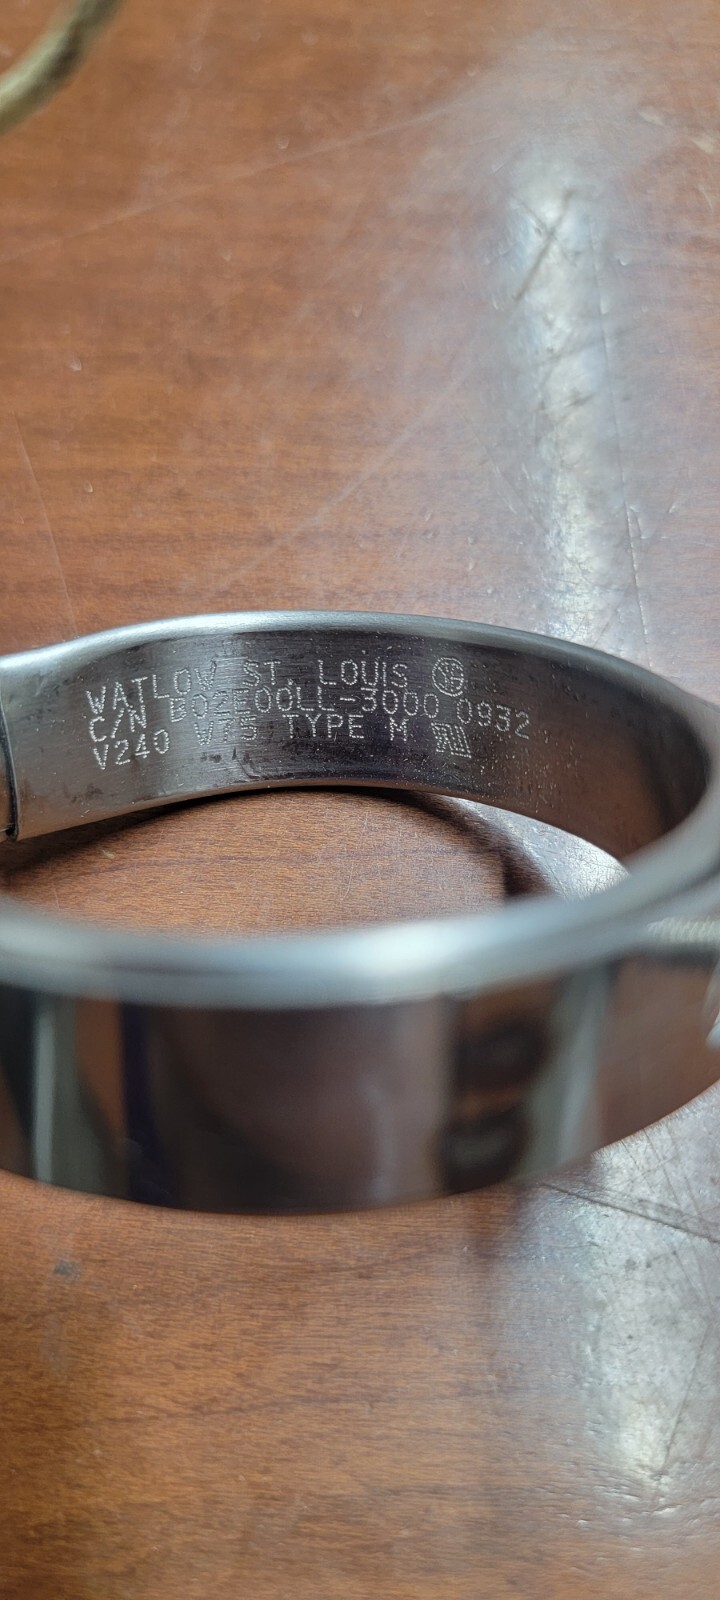 WATLOW ST. LOUIS
C/N B02E00LL-3000 0932
V240 W75 TYPE M